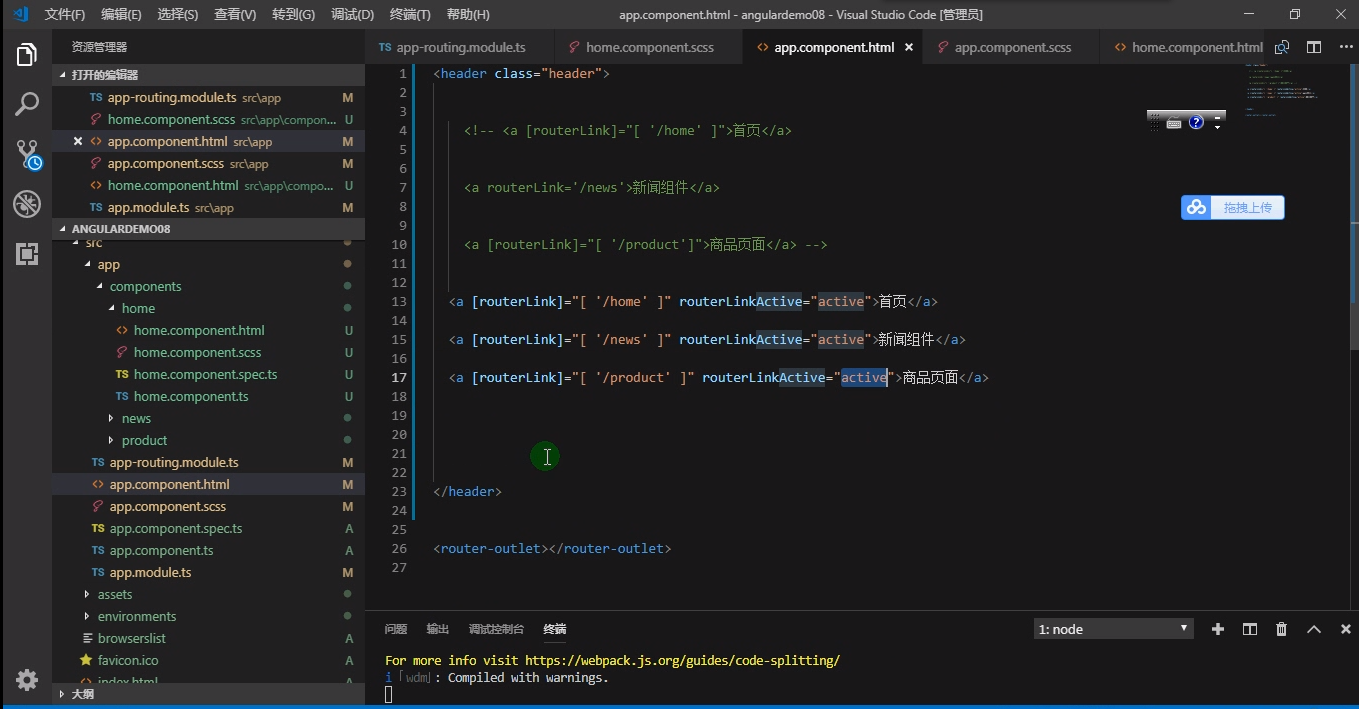 文件(F) 编辑(E) 选择(S) 查看(V) 转到(G) 调试(D) 终端(T) 帮助(H) app.component.html - angulardemo08 - Visual Studio Code [管理员]
资源管理器
打开的编辑器
TS app-routing.module.ts src\app M
home.component.scss src\app\compon... U
app.component.html src\app M
app.component.scss src\app M
home.component.html src\app\compo... U
TS app.module.ts src\app M
ANGULARDEMO08
src
app
components
home
home.component.html U
home.component.scss U
TS home.component.spec.ts U
TS home.component.ts U
news
product
TS app-routing.module.ts M
app.component.html M
app.component.scss M
TS app.component.spec.ts A
TS app.component.ts A
TS app.module.ts M
assets
environments
browserslist A
favicon.ico A
index.html A
大纲
TS app-routing.module.ts home.component.scss app.component.html app.component.scss home.component.html
1 <header class="header">
2
3
4 <!-- <a [routerLink]="[ '/home' ]">首页</a>
5
6
7 <a routerLink='/news'>新闻组件</a>
8
9
10 <a [routerLink]="[ '/product']">商品页面</a> -->
11
12
13 <a [routerLink]="[ '/home' ]" routerLinkActive="active">首页</a>
14
15 <a [routerLink]="[ '/news' ]" routerLinkActive="active">新闻组件</a>
16
17 <a [routerLink]="[ '/product' ]" routerLinkActive="active">商品页面</a>
18
19
20
21
22
23 </header>
24
25
26 <router-outlet></router-outlet>
27
拖拽上传
问题 输出 调试控制台 终端 1: node
For more info visit https://webpack.js.org/guides/code-splitting/
i ｢wdm｣: Compiled with warnings.